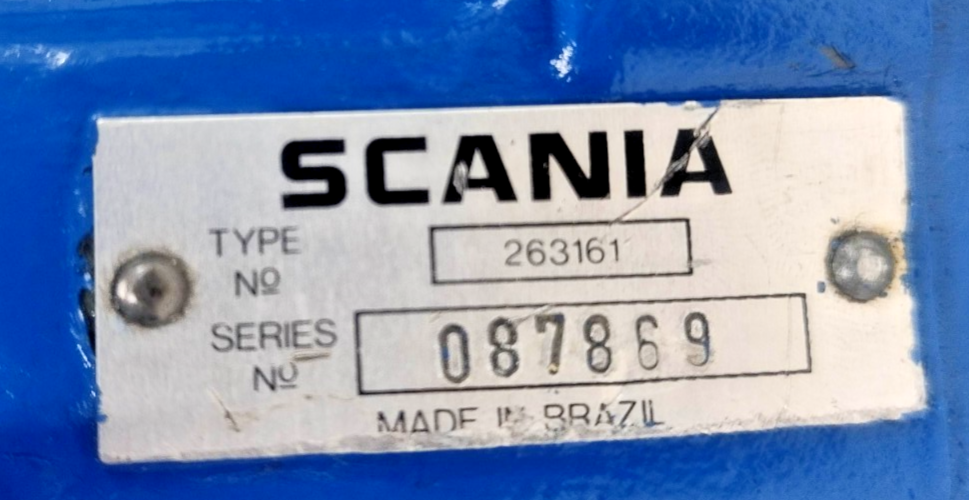 SCANIA
TYPE
Nº
263161
SERIES
Nº
087869
MADE IN BRAZIL